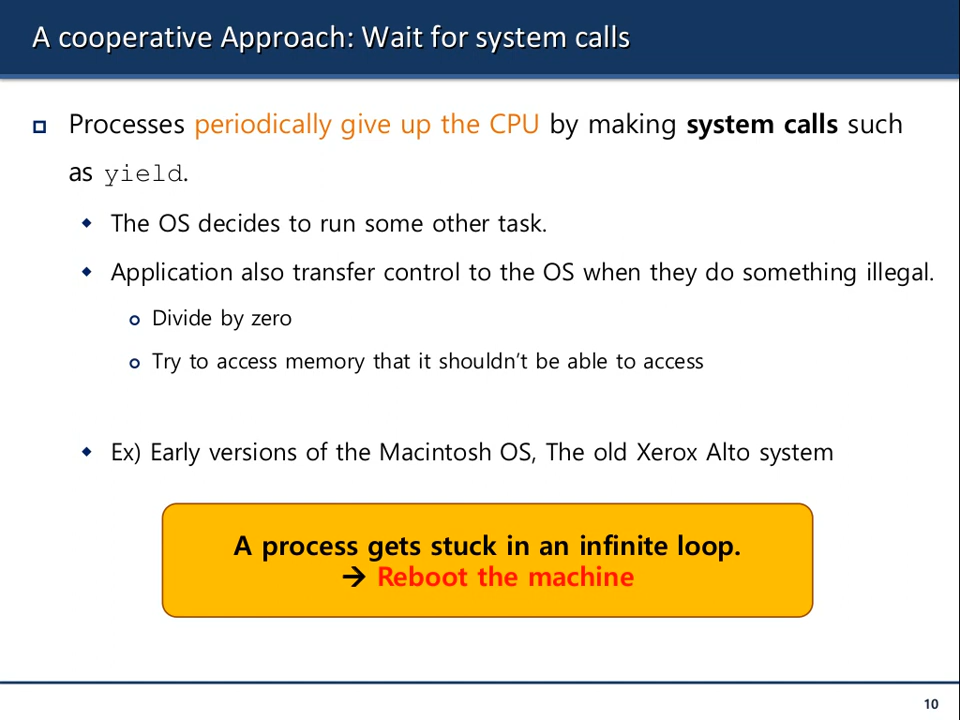 A cooperative Approach: Wait for system calls
Processes periodically give up the CPU by making system calls such
as yield.
The OS decides to run some other task.
Application also transfer control to the OS when they do something illegal.
Divide by zero
Try to access memory that it shouldn't be able to access
Ex) Early versions of the Macintosh OS, The old Xerox Alto system
A process gets stuck in an infinite loop.
→ Reboot the machine
10